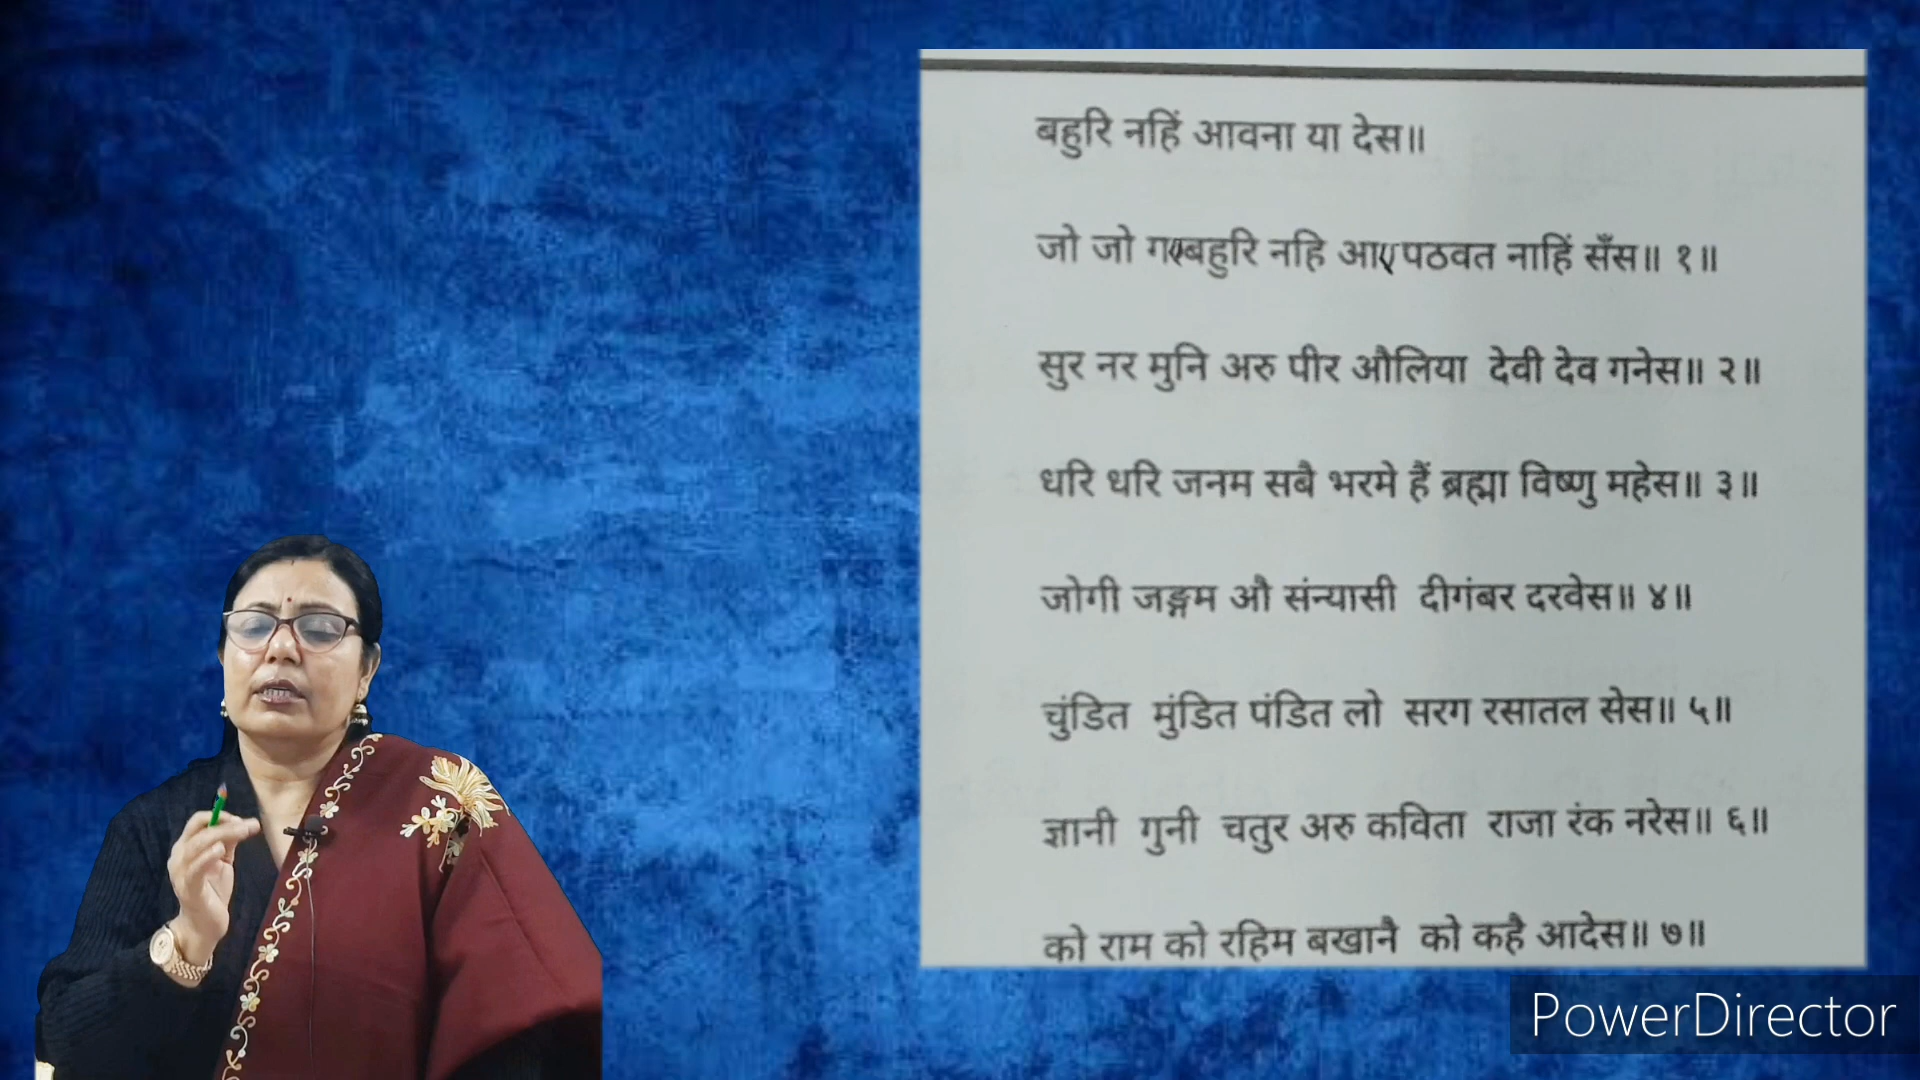 बहुरि नहिं आवना या देस॥
जो जो गए बहुरि नहि आए पठवत नाहिं सँस॥ १॥
सुर नर मुनि अरु पीर औलिया देवी देव गनेस॥ २॥
धरि धरि जनम सबै भरमे हैं ब्रह्मा विष्णु महेस॥ ३॥
जोगी जङ्गम औ संन्यासी दीगंबर दरवेस॥ ४॥
चुंडित मुंडित पंडित लो सरग रसातल सेस॥ ५॥
ज्ञानी गुनी चतुर अरु कविता राजा रंक नरेस॥ ६॥
को राम को रहिम बखानै को कहै आदेस॥ ७॥
PowerDirector